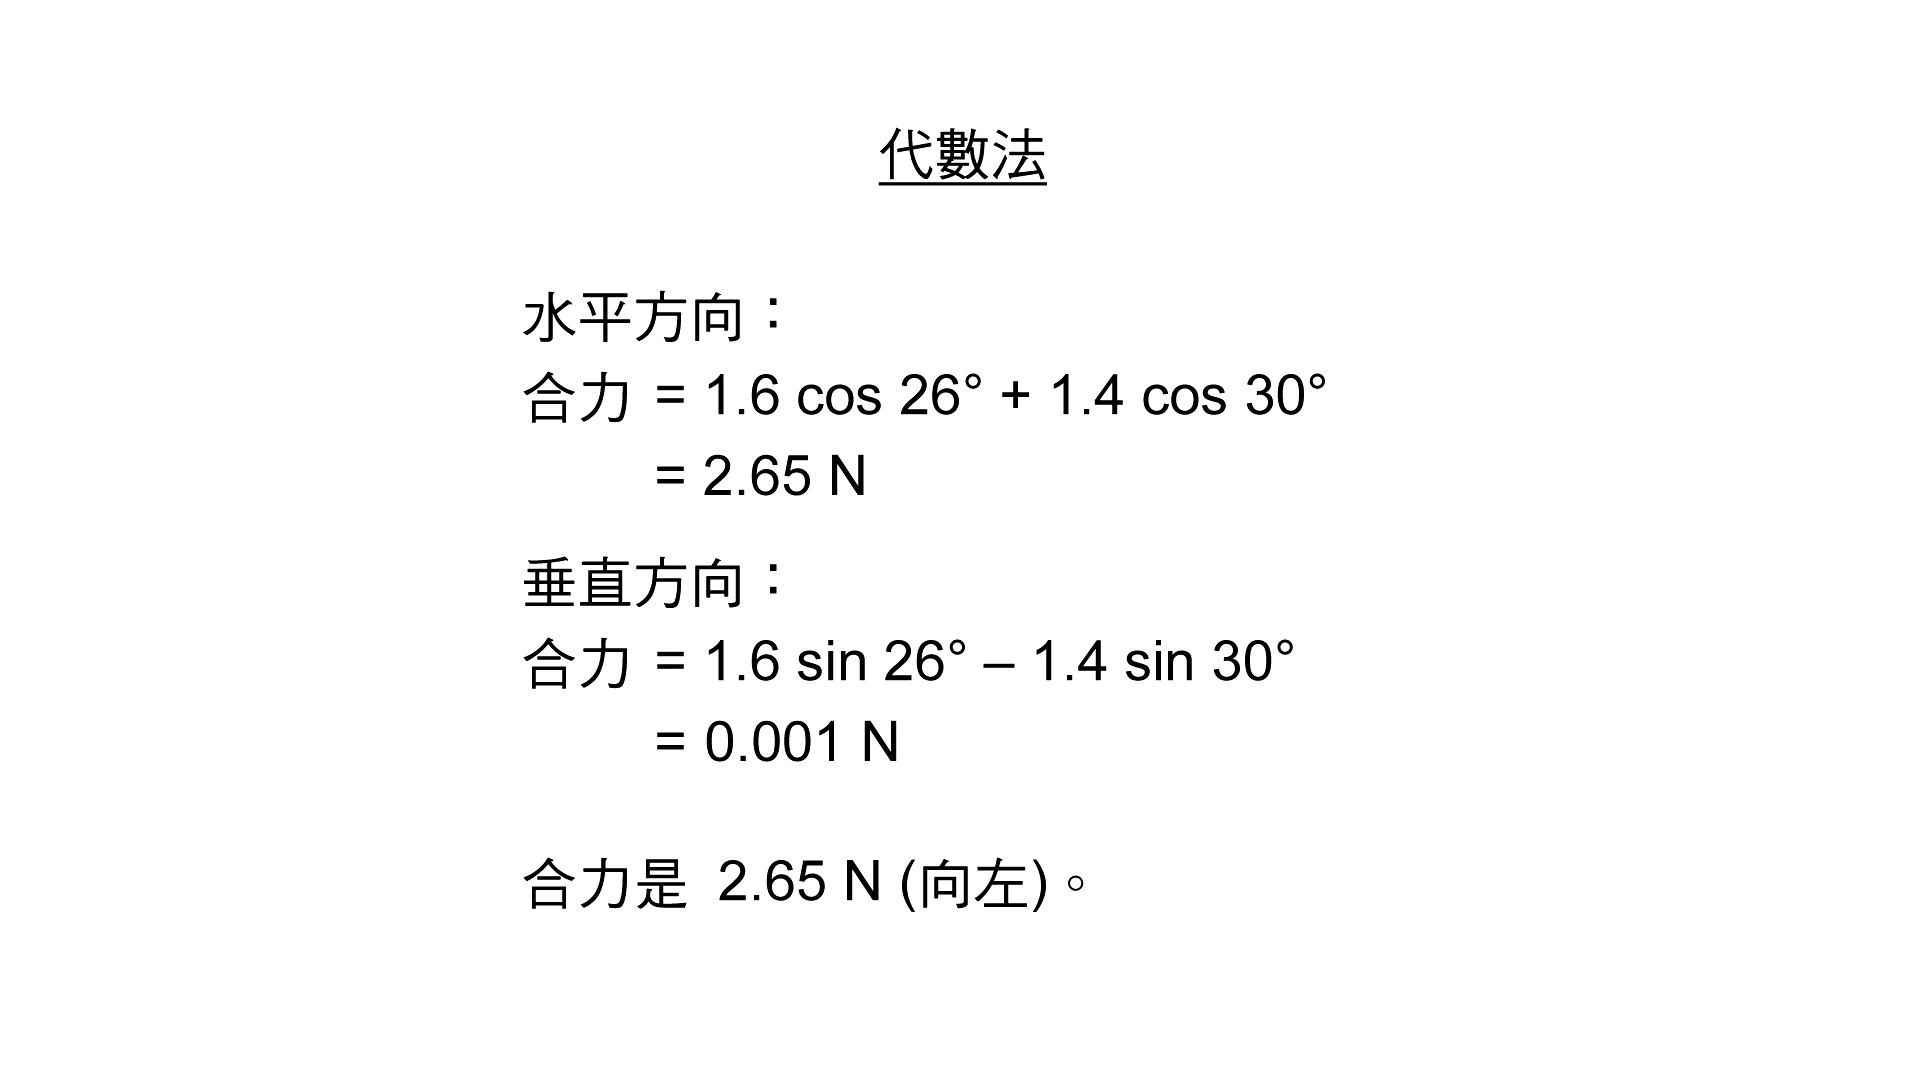 代數法
水平方向：
合力 = 1.6 cos 26° + 1.4 cos 30°
= 2.65 N
垂直方向：
合力 = 1.6 sin 26° – 1.4 sin 30°
= 0.001 N
合力是 2.65 N (向左)。